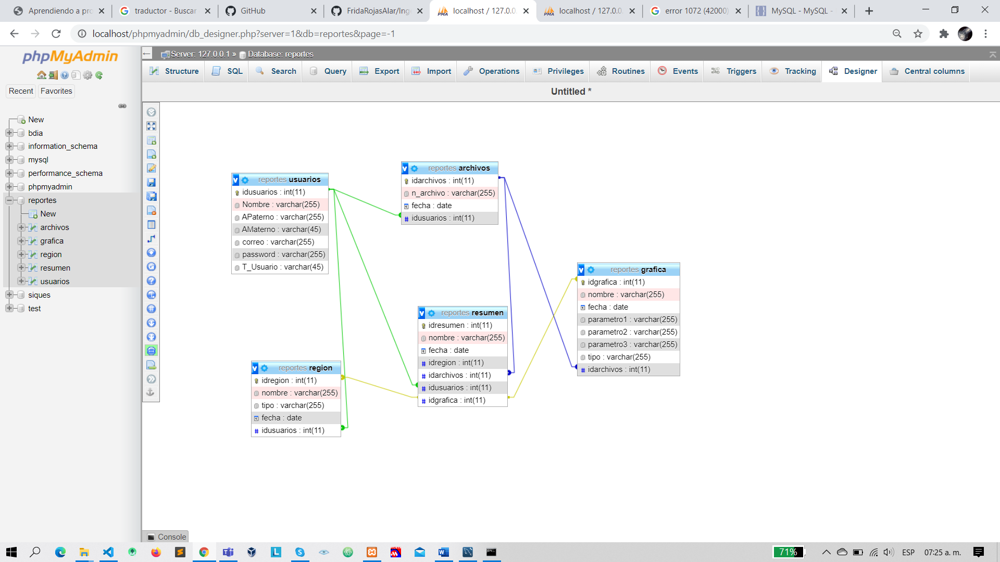 Aprendiendo a pro
traductor - Buscar
GitHub
FridaRojasAlar/Inge
localhost / 127.0.0.
localhost / 127.0.0.
error 1072 (42000)
MySQL - MySQL -
localhost/phpmyadmin/db_designer.php?server=1&db=reportes&page=-1
phpMyAdmin
Recent
Favorites
New
bdia
information_schema
mysql
performance_schema
phpmyadmin
reportes
New
archivos
grafica
region
resumen
usuarios
siques
test
Server: 127.0.0.1 » Database: reportes
Structure
SQL
Search
Query
Export
Import
Operations
Privileges
Routines
Events
Triggers
Tracking
Designer
Central columns
Untitled *
reportes usuarios
idusuarios : int(11)
Nombre : varchar(255)
APaterno : varchar(255)
AMaterno : varchar(45)
correo : varchar(255)
password : varchar(255)
T_Usuario : varchar(45)
reportes archivos
idarchivos : int(11)
n_archivo : varchar(255)
fecha : date
idusuarios : int(11)
reportes grafica
idgrafica : int(11)
nombre : varchar(255)
fecha : date
parametro1 : varchar(255)
parametro2 : varchar(255)
parametro3 : varchar(255)
tipo : varchar(255)
idarchivos : int(11)
reportes resumen
idresumen : int(11)
nombre : varchar(255)
fecha : date
idregion : int(11)
idarchivos : int(11)
idusuarios : int(11)
idgrafica : int(11)
reportes region
idregion : int(11)
nombre : varchar(255)
tipo : varchar(255)
fecha : date
idusuarios : int(11)
Console
71%
ESP
07:25 a. m.